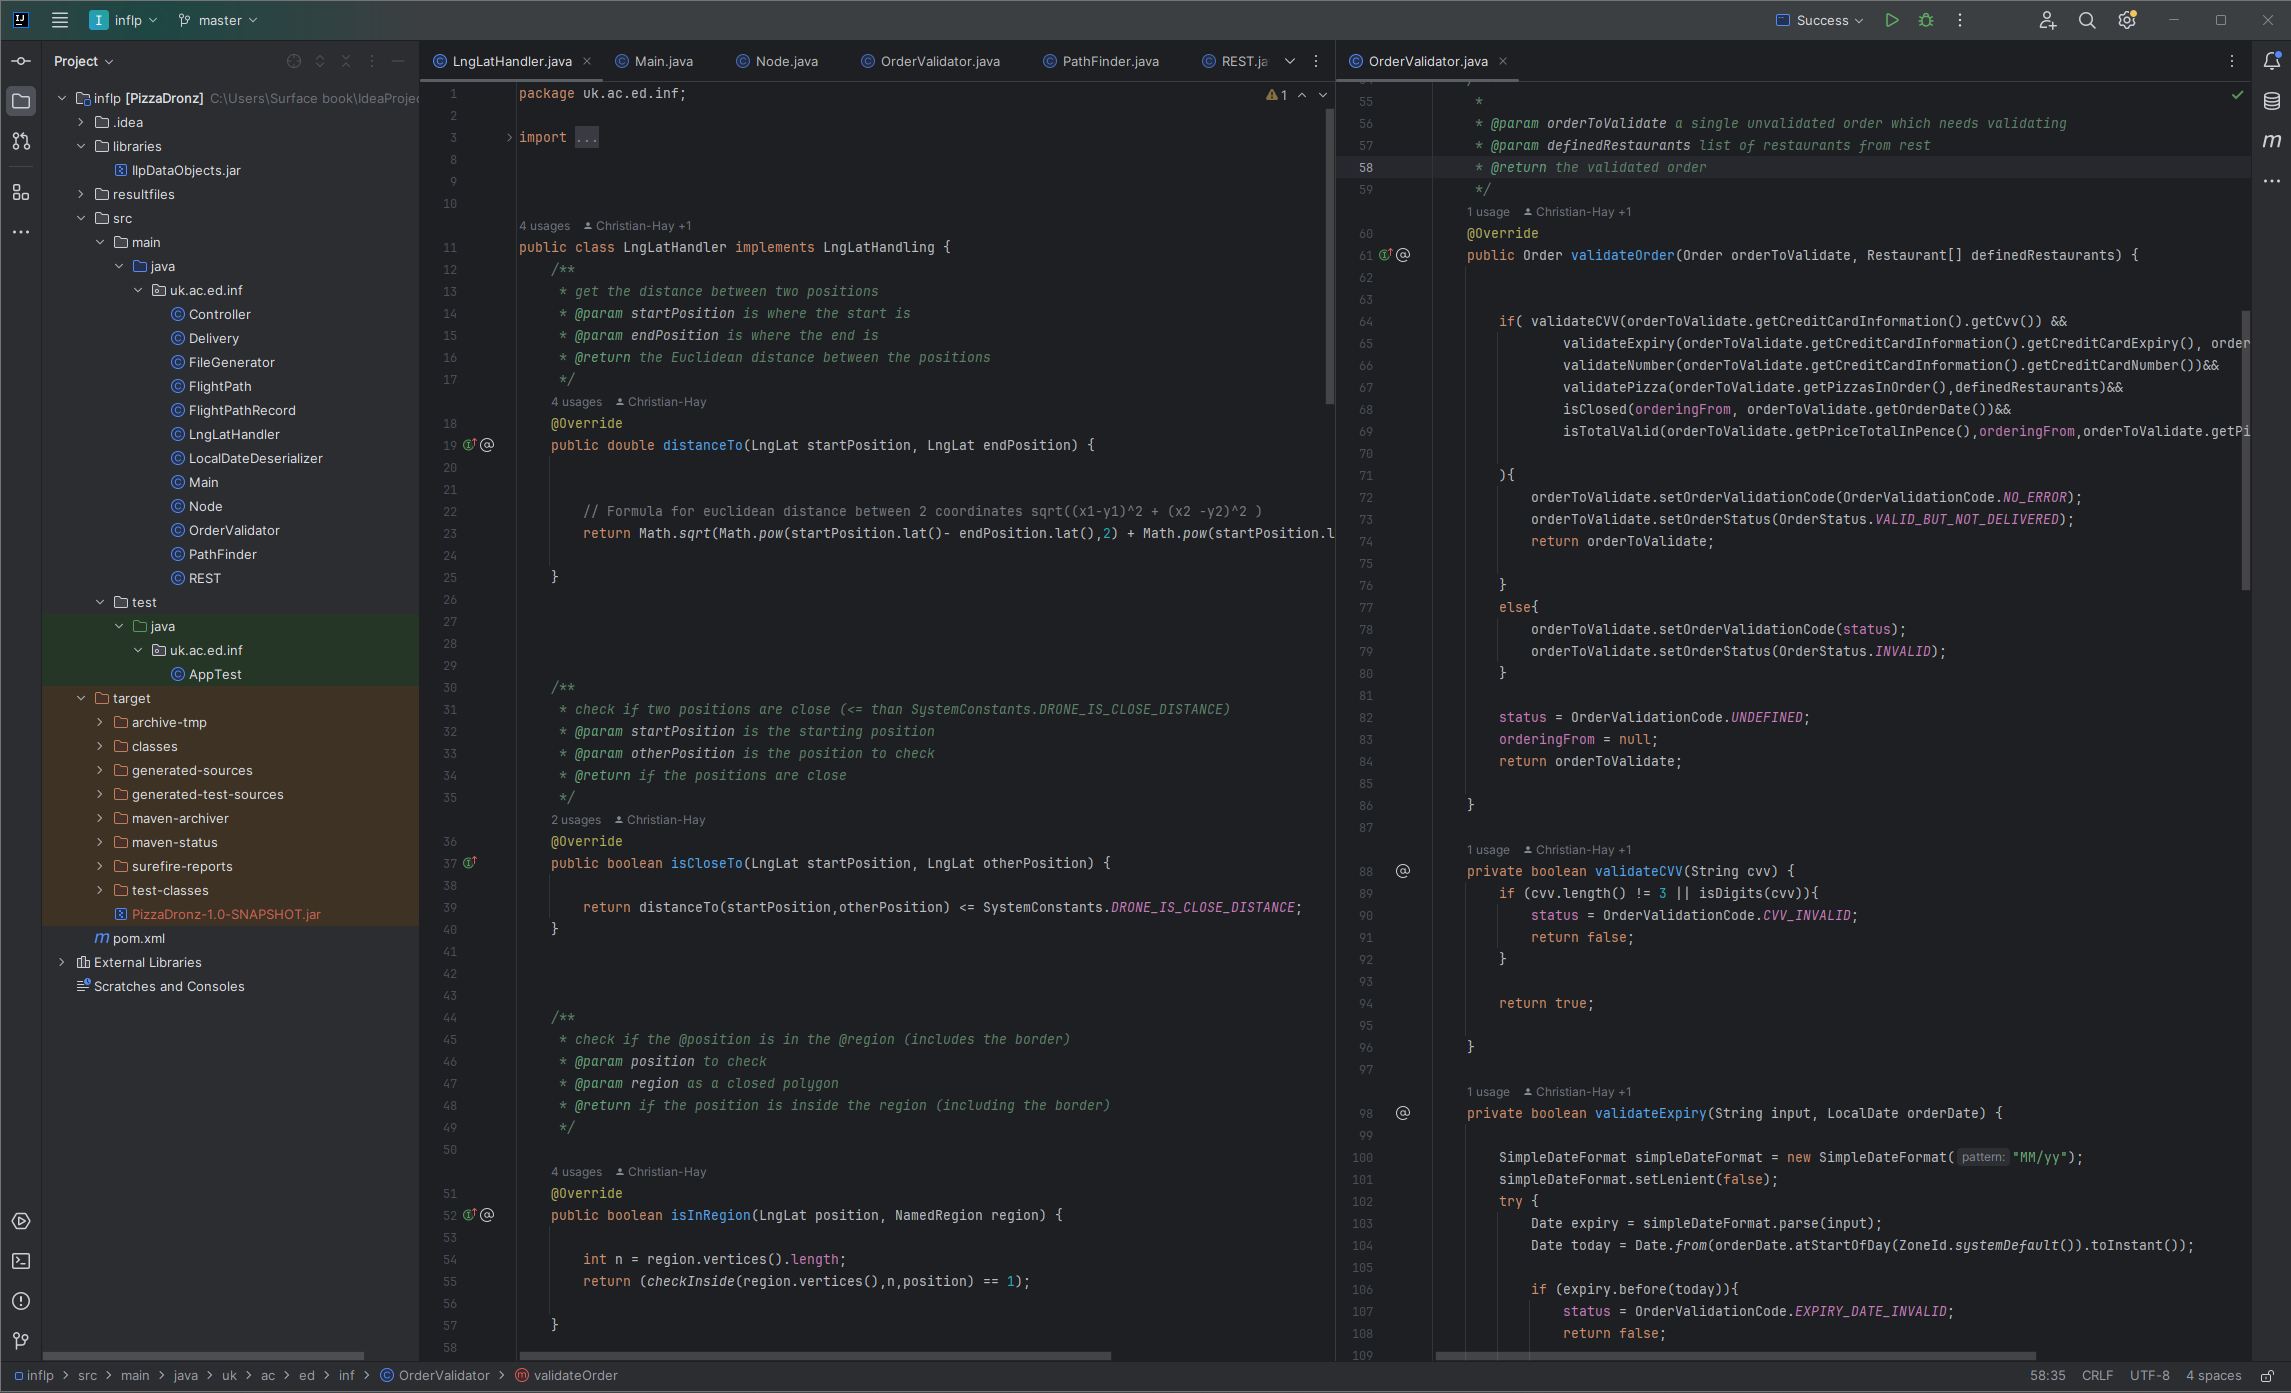 IJ
I inflp master Success
Project
inflp [PizzaDronz] C:\Users\Surface book\IdeaProjec
.idea
libraries
IlpDataObjects.jar
resultfiles
src
main
java
uk.ac.ed.inf
Controller
Delivery
FileGenerator
FlightPath
FlightPathRecord
LngLatHandler
LocalDateDeserializer
Main
Node
OrderValidator
PathFinder
REST
test
java
uk.ac.ed.inf
AppTest
target
archive-tmp
classes
generated-sources
generated-test-sources
maven-archiver
maven-status
surefire-reports
test-classes
PizzaDronz-1.0-SNAPSHOT.jar
m pom.xml
External Libraries
Scratches and Consoles
LngLatHandler.java Main.java Node.java OrderValidator.java PathFinder.java REST.ja
1 package uk.ac.ed.inf; 1
2
3 import ...
8
9
10
4 usages Christian-Hay +1
11 public class LngLatHandler implements LngLatHandling {
12 /**
13 * get the distance between two positions
14 * @param startPosition is where the start is
15 * @param endPosition is where the end is
16 * @return the Euclidean distance between the positions
17 */
4 usages Christian-Hay
18 @Override
19 public double distanceTo(LngLat startPosition, LngLat endPosition) {
20
21
22 // Formula for euclidean distance between 2 coordinates sqrt((x1-y1)^2 + (x2 -y2)^2 )
23 return Math.sqrt(Math.pow(startPosition.lat()- endPosition.lat(),2) + Math.pow(startPosition.l
24
25 }
26
27
28
29
30 /**
31 * check if two positions are close (<= than SystemConstants.DRONE_IS_CLOSE_DISTANCE)
32 * @param startPosition is the starting position
33 * @param otherPosition is the position to check
34 * @return if the positions are close
35 */
2 usages Christian-Hay
36 @Override
37 public boolean isCloseTo(LngLat startPosition, LngLat otherPosition) {
38
39 return distanceTo(startPosition,otherPosition) <= SystemConstants.DRONE_IS_CLOSE_DISTANCE;
40 }
41
42
43
44 /**
45 * check if the @position is in the @region (includes the border)
46 * @param position to check
47 * @param region as a closed polygon
48 * @return if the position is inside the region (including the border)
49 */
50
4 usages Christian-Hay
51 @Override
52 public boolean isInRegion(LngLat position, NamedRegion region) {
53
54 int n = region.vertices().length;
55 return (checkInside(region.vertices(),n,position) == 1);
56
57 }
58
OrderValidator.java
55 *
56 * @param orderToValidate a single unvalidated order which needs validating
57 * @param definedRestaurants list of restaurants from rest
58 * @return the validated order
59 */
1 usage Christian-Hay +1
60 @Override
61 public Order validateOrder(Order orderToValidate, Restaurant[] definedRestaurants) {
62
63
64 if( validateCVV(orderToValidate.getCreditCardInformation().getCvv()) &&
65 validateExpiry(orderToValidate.getCreditCardInformation().getCreditCardExpiry(), order
66 validateNumber(orderToValidate.getCreditCardInformation().getCreditCardNumber())&&
67 validatePizza(orderToValidate.getPizzasInOrder(),definedRestaurants)&&
68 isClosed(orderingFrom, orderToValidate.getOrderDate())&&
69 isTotalValid(orderToValidate.getPriceTotalInPence(),orderingFrom,orderToValidate.getPi
70
71 ){
72 orderToValidate.setOrderValidationCode(OrderValidationCode.NO_ERROR);
73 orderToValidate.setOrderStatus(OrderStatus.VALID_BUT_NOT_DELIVERED);
74 return orderToValidate;
75
76 }
77 else{
78 orderToValidate.setOrderValidationCode(status);
79 orderToValidate.setOrderStatus(OrderStatus.INVALID);
80 }
81
82 status = OrderValidationCode.UNDEFINED;
83 orderingFrom = null;
84 return orderToValidate;
85
86 }
87
1 usage Christian-Hay +1
88 private boolean validateCVV(String cvv) {
89 if (cvv.length() != 3 || isDigits(cvv)){
90 status = OrderValidationCode.CVV_INVALID;
91 return false;
92 }
93
94 return true;
95
96 }
97
1 usage Christian-Hay +1
98 private boolean validateExpiry(String input, LocalDate orderDate) {
99
100 SimpleDateFormat simpleDateFormat = new SimpleDateFormat( pattern: "MM/yy");
101 simpleDateFormat.setLenient(false);
102 try {
103 Date expiry = simpleDateFormat.parse(input);
104 Date today = Date.from(orderDate.atStartOfDay(ZoneId.systemDefault()).toInstant());
105
106 if (expiry.before(today)){
107 status = OrderValidationCode.EXPIRY_DATE_INVALID;
108 return false;
109
m
inflp > src > main > java > uk > ac > ed > inf > OrderValidator > validateOrder 58:35 CRLF UTF-8 4 spaces